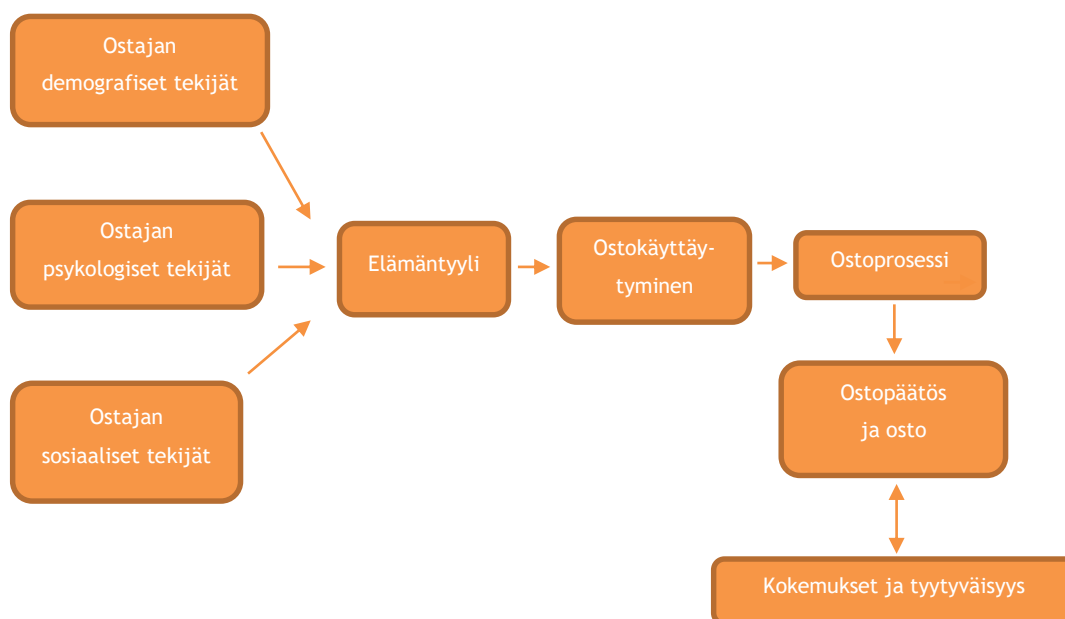 Ostajan
demografiset tekijät
Ostajan
psykologiset tekijät
Ostajan
sosiaaliset tekijät
Elämäntyyli
Ostokäyttäy-
tyminen
Ostoprosessi
Ostopäätös
ja osto
Kokemukset ja tyytyväisyys